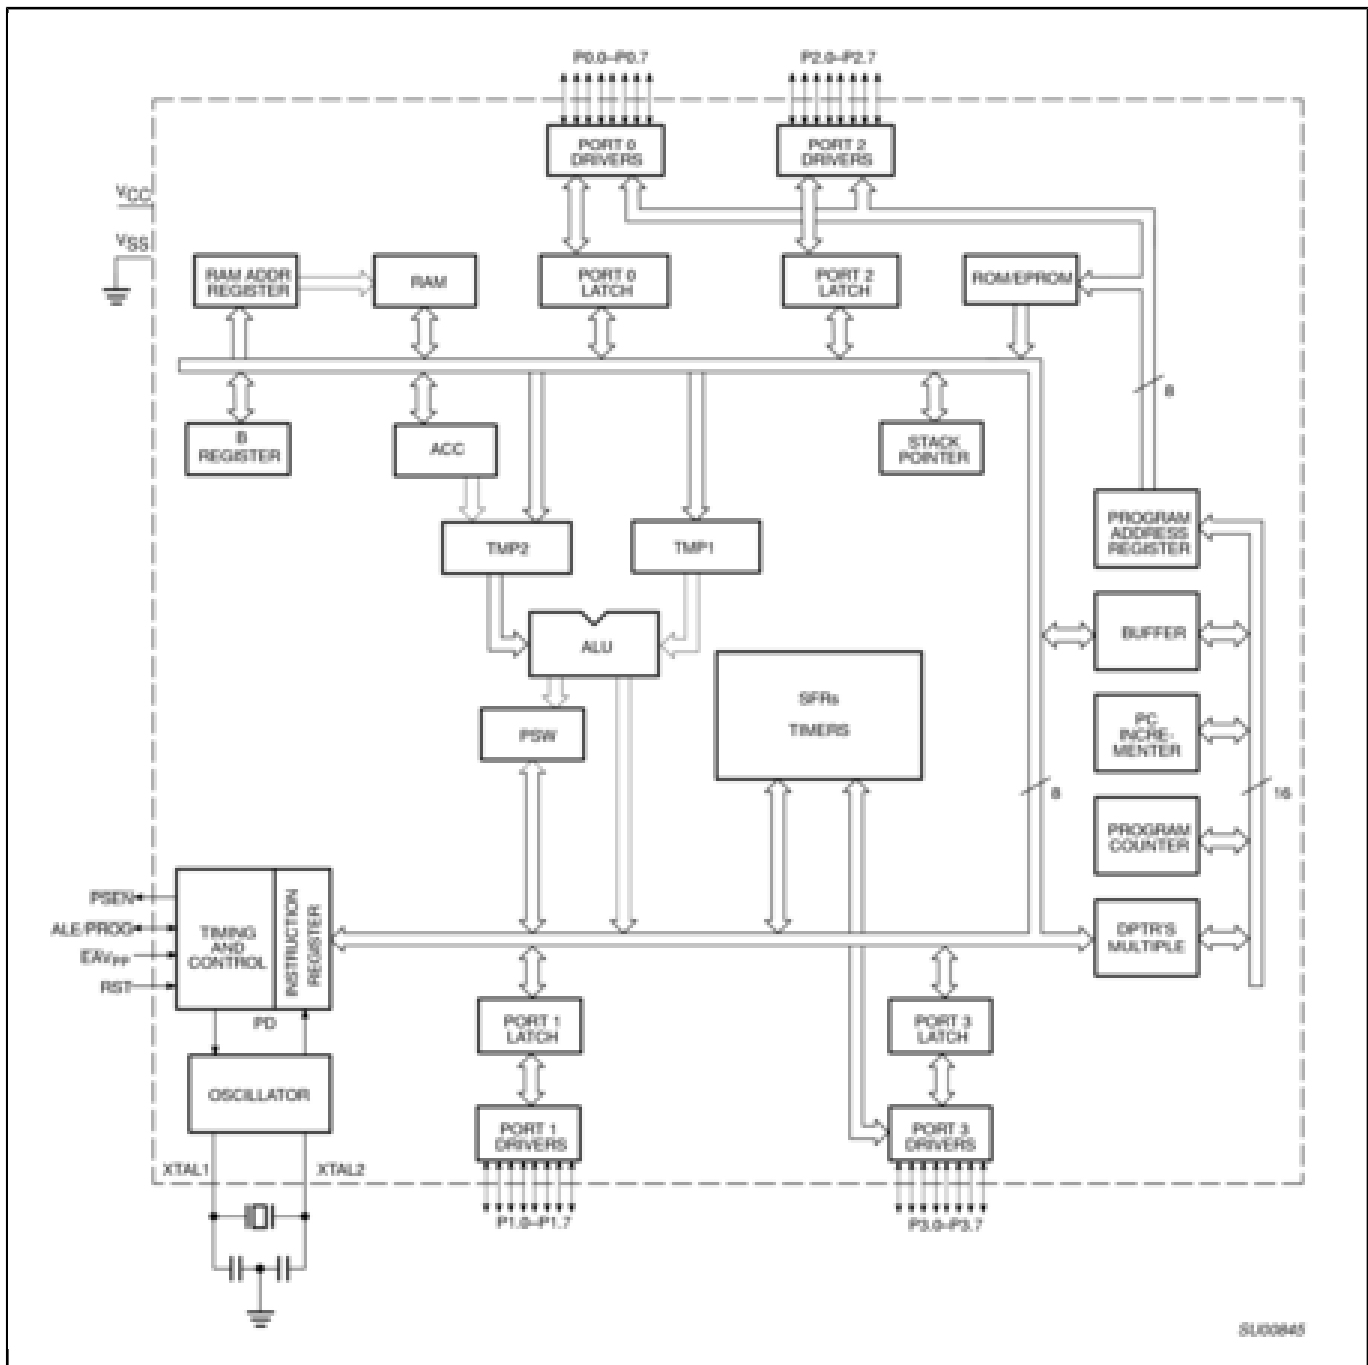 P0.0–P0.7
P2.0–P2.7
PORT 0
DRIVERS
PORT 2
DRIVERS
VCC
VSS
RAM ADDR
REGISTER
RAM
PORT 0
LATCH
PORT 2
LATCH
ROM/EPROM
8
B
REGISTER
ACC
STACK
POINTER
PROGRAM
ADDRESS
REGISTER
TMP2
TMP1
BUFFER
ALU
SFRs
TIMERS
PSW
PC
INCRE-
MENTER
8
16
PROGRAM
COUNTER
PSEN
ALE/PROG
EAVPP
RST
TIMING
AND
CONTROL
INSTRUCTION
REGISTER
DPTR'S
MULTIPLE
PD
PORT 1
LATCH
PORT 3
LATCH
OSCILLATOR
PORT 1
DRIVERS
PORT 3
DRIVERS
XTAL1
XTAL2
P1.0–P1.7
P3.0–P3.7
SU00845